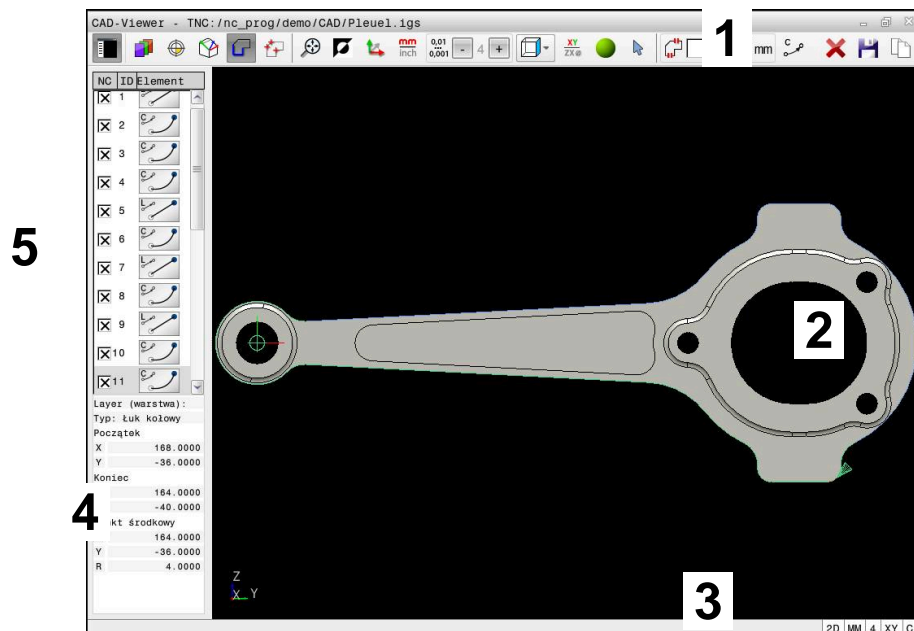 CAD-Viewer - TNC:/nc_prog/demo/CAD/Pleuel.igs
mm inch 0,01 0,001 - 4 + XY ZX 1 mm C
NC ID Element
1
2 C
3 C
4 C
5 L
6 C
7 L
8 C
9 L
10 C
11 C
5
2
Layer (warstwa):
Typ: Łuk kołowy
Początek
X 168.0000
Y -36.0000
Koniec
164.0000
-40.0000
4
kt środkowy
164.0000
Y -36.0000
R 4.0000
Z
X Y
3
2D MM 4 XY C